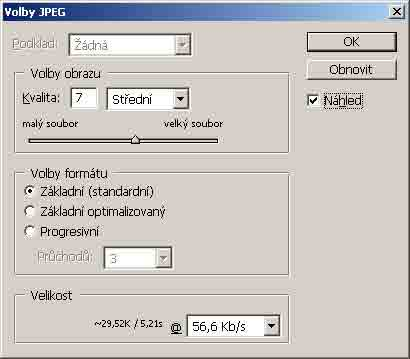 Volby JPEG
Podklad: Žádná
OK
Obnovit
Náhled
Volby obrazu
Kvalita: 7 Střední
malý soubor velký soubor
Volby formátu
Základní (standardní)
Základní optimalizovaný
Progresivní
Průchodů: 3
Velikost
~29,52K / 5,21s @ 56,6 Kb/s